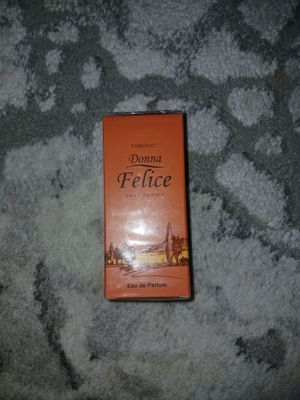 FABERLIC
Donna
Felice
pour femme
Eau de Parfum